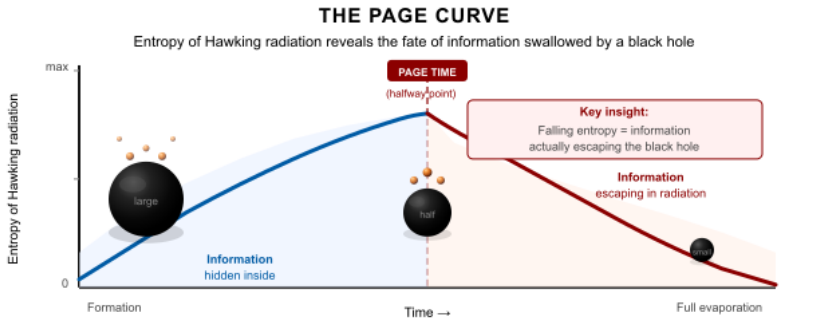 THE PAGE CURVE
Entropy of Hawking radiation reveals the fate of information swallowed by a black hole
max
PAGE TIME
(halfway point)
Key insight:
Falling entropy = information
actually escaping the black hole
Information
escaping in radiation
large
half
small
Information
hidden inside
0
Entropy of Hawking radiation
Formation
Time →
Full evaporation